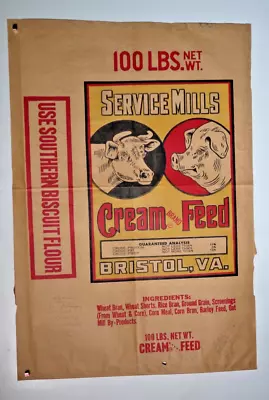 100 LBS. NET WT.
USE SOUTHERN BISCUIT FLOUR
SERVICE MILLS
Cream BRAND Feed
GUARANTEED ANALYSIS
BRISTOL, VA.
INGREDIENTS:
Wheat Bran, Wheat Shorts, Rice Bran, Ground Grain, Screenings
(From Wheat & Corn), Corn Meal, Corn Bran, Barley Feed, Oat
Mill By-Products.
100 LBS. NET WT.
CREAM FEED